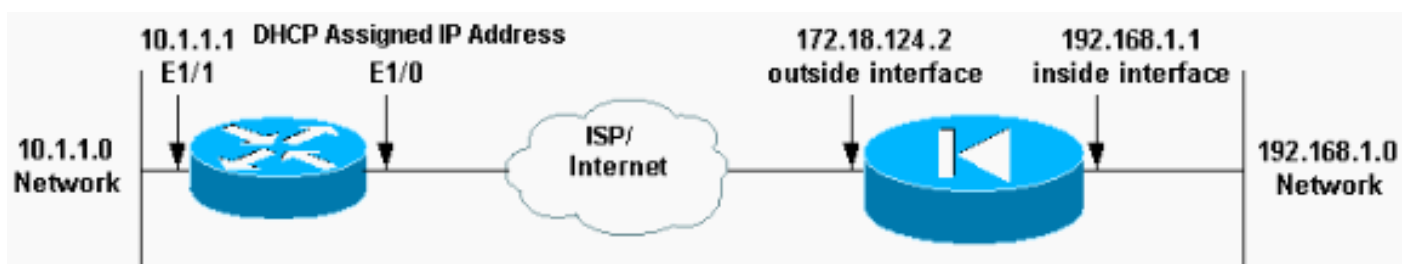 10.1.1.1
E1/1
DHCP Assigned IP Address
E1/0
172.18.124.2
outside interface
192.168.1.1
inside interface
10.1.1.0
Network
ISP/
Internet
192.168.1.0
Network